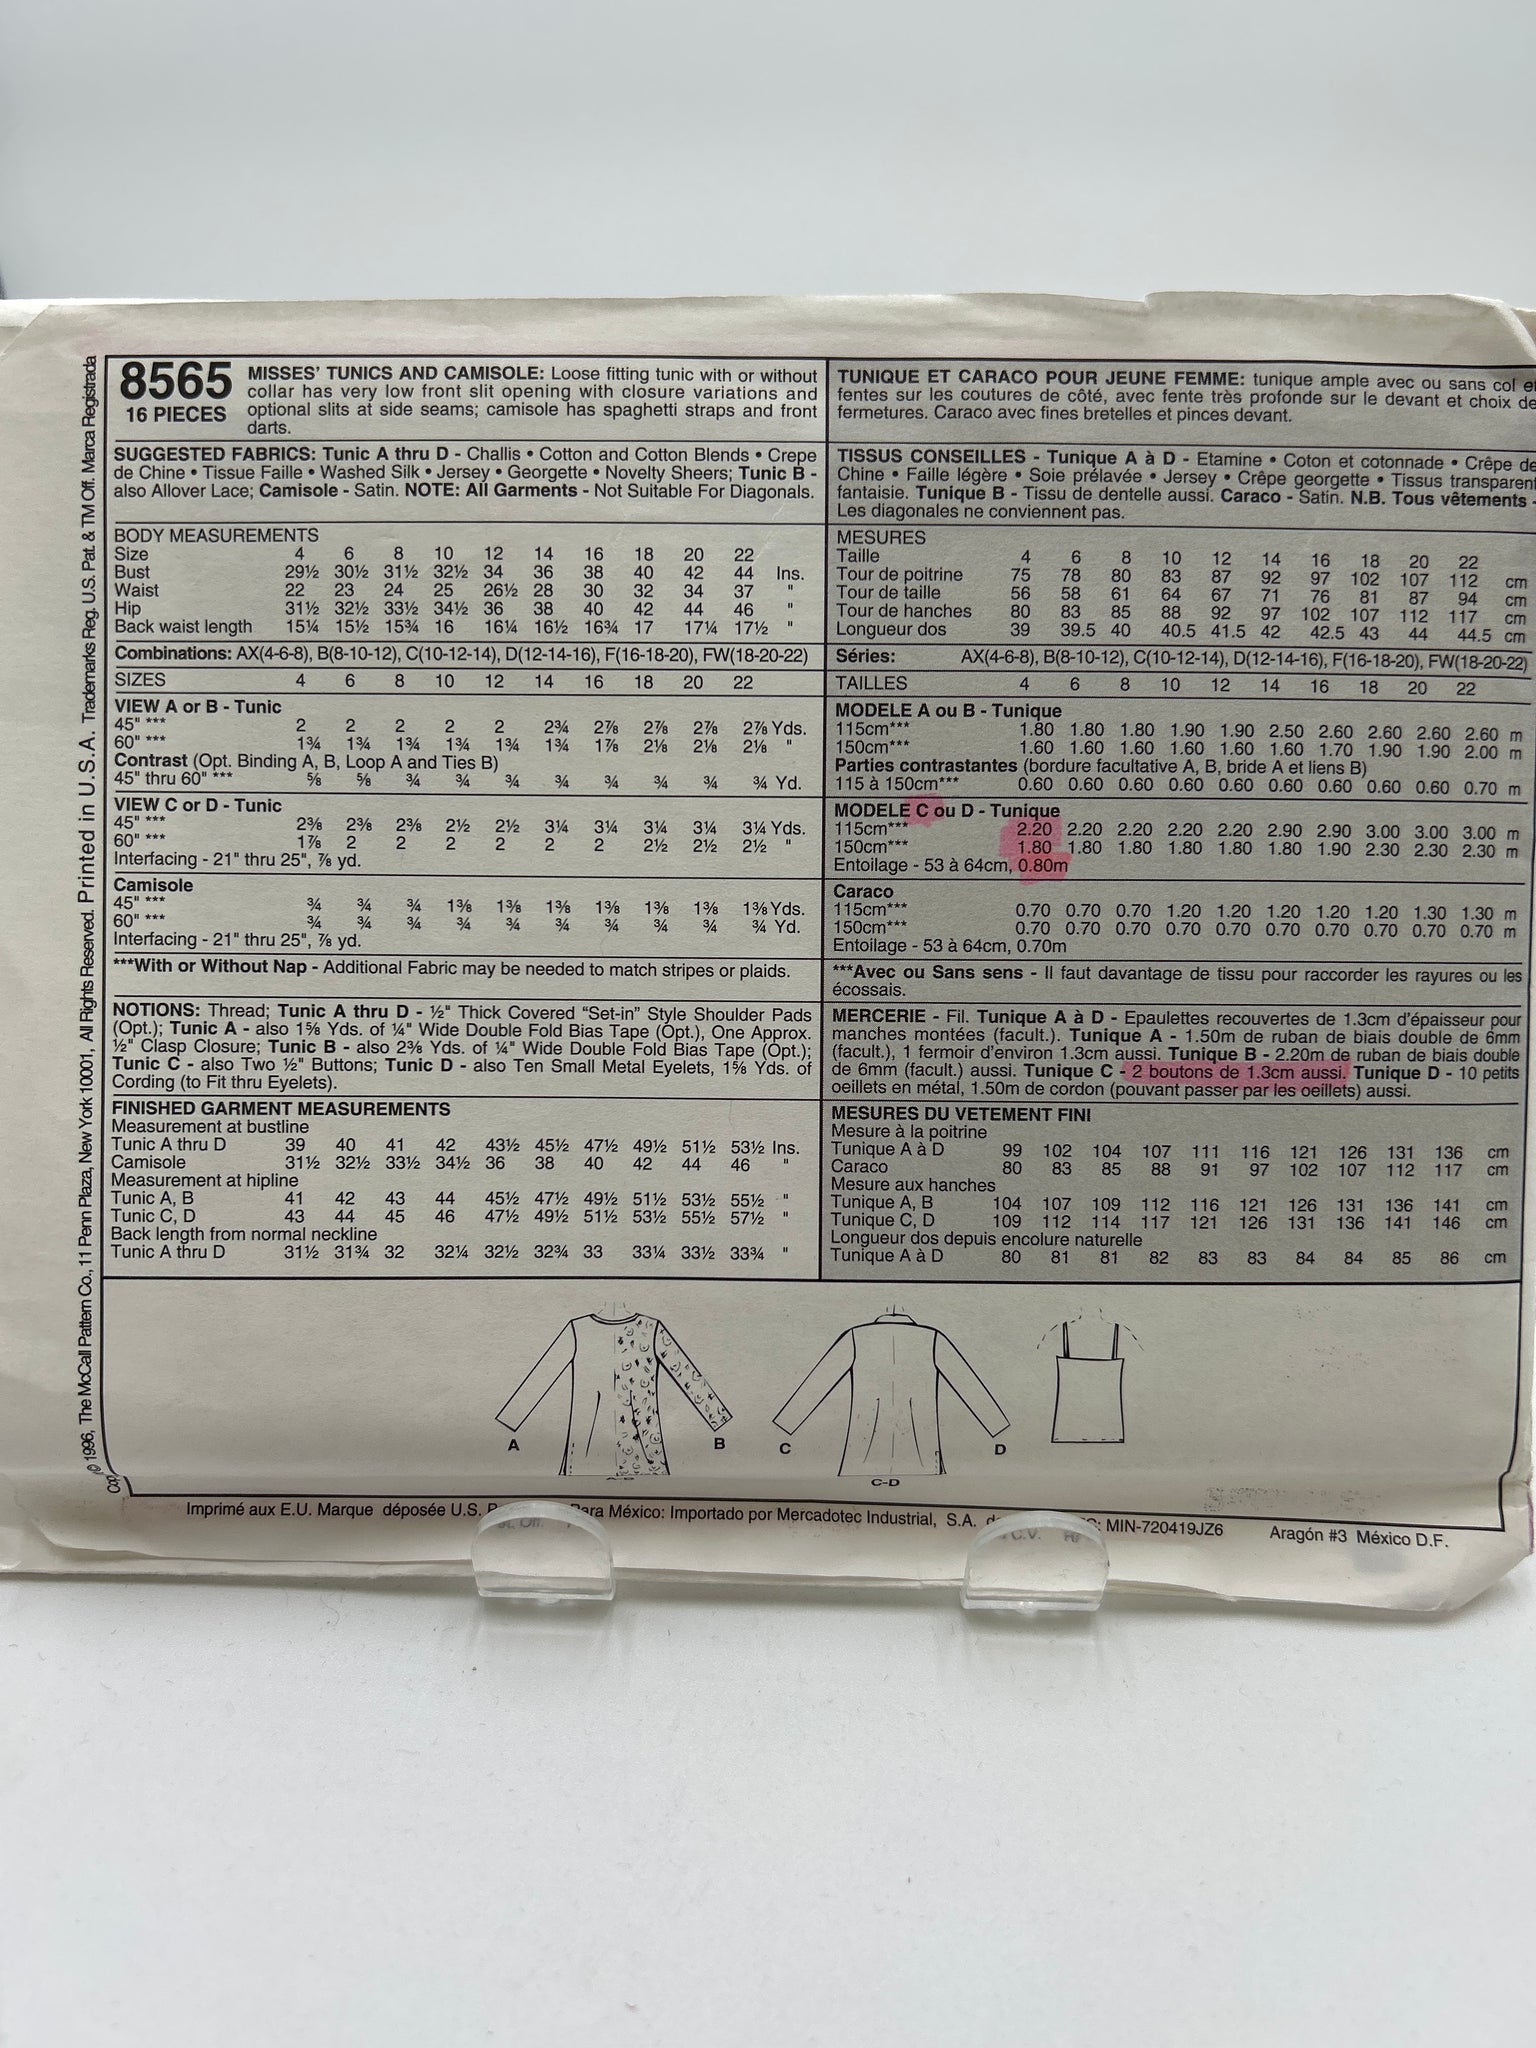 8565
16 PIECES
MISSES' TUNICS AND CAMISOLE: Loose fitting tunic with or without
collar has very low front slit opening with closure variations and
optional slits at side seams; camisole has spaghetti straps and front
darts.
SUGGESTED FABRICS: Tunic A thru D - Challis • Cotton and Cotton Blends • Crepe
de Chine • Tissue Faille • Washed Silk • Jersey • Georgette • Novelty Sheers; Tunic B -
also Allover Lace; Camisole - Satin. NOTE: All Garments - Not Suitable For Diagonals.
BODY MEASUREMENTS
Size 4 6 8 10 12 14 16 18 20 22
Bust 29½ 30½ 31½ 32½ 34 36 38 40 42 44 Ins.
Waist 22 23 24 25 26½ 28 30 32 34 37 "
Hip 31½ 32½ 33½ 34½ 36 38 40 42 44 46 "
Back waist length 15¼ 15½ 15¾ 16 16¼ 16½ 16¾ 17 17¼ 17½ "
Combinations: AX(4-6-8), B(8-10-12), C(10-12-14), D(12-14-16), F(16-18-20), FW(18-20-22)
SIZES 4 6 8 10 12 14 16 18 20 22
VIEW A or B - Tunic
45" *** 2 2 2 2 2 2¾ 2⅞ 2⅞ 2⅞ 2⅞ Yds.
60" *** 1¾ 1¾ 1¾ 1¾ 1¾ 1¾ 1⅞ 2⅛ 2⅛ 2⅛ "
Contrast (Opt. Binding A, B, Loop A and Ties B)
45" thru 60" *** ⅝ ⅝ ¾ ¾ ¾ ¾ ¾ ¾ ¾ ¾ Yd.
VIEW C or D - Tunic
45" *** 2⅜ 2⅜ 2⅜ 2½ 2½ 3¼ 3¼ 3¼ 3¼ 3¼ Yds.
60" *** 1⅞ 2 2 2 2 2 2 2½ 2½ 2½ "
Interfacing - 21" thru 25", ⅞ yd.
Camisole
45" *** ¾ ¾ ¾ 1⅜ 1⅜ 1⅜ 1⅜ 1⅜ 1⅜ 1⅜ Yds.
60" *** ¾ ¾ ¾ ¾ ¾ ¾ ¾ ¾ ¾ ¾ Yd.
Interfacing - 21" thru 25", ⅞ yd.
***With or Without Nap - Additional Fabric may be needed to match stripes or plaids.
NOTIONS: Thread; Tunic A thru D - ½" Thick Covered "Set-in" Style Shoulder Pads
(Opt.); Tunic A - also 1⅝ Yds. of ¼" Wide Double Fold Bias Tape (Opt.), One Approx.
½" Clasp Closure; Tunic B - also 2⅜ Yds. of ¼" Wide Double Fold Bias Tape (Opt.);
Tunic C - also Two ½" Buttons; Tunic D - also Ten Small Metal Eyelets, 1⅝ Yds. of
Cording (to Fit thru Eyelets).
FINISHED GARMENT MEASUREMENTS
Measurement at bustline
Tunic A thru D 39 40 41 42 43½ 45½ 47½ 49½ 51½ 53½ Ins.
Camisole 31½ 32½ 33½ 34½ 36 38 40 42 44 46 "
Measurement at hipline
Tunic A, B 41 42 43 44 45½ 47½ 49½ 51½ 53½ 55½ "
Tunic C, D 43 44 45 46 47½ 49½ 51½ 53½ 55½ 57½ "
Back length from normal neckline
Tunic A thru D 31½ 31¾ 32 32¼ 32½ 32¾ 33 33¼ 33½ 33¾ "
TUNIQUE ET CARACO POUR JEUNE FEMME: tunique ample avec ou sans col et
fentes sur les coutures de côté, avec fente très profonde sur le devant et choix de
fermetures. Caraco avec fines bretelles et pinces devant.
TISSUS CONSEILLES - Tunique A à D - Etamine • Coton et cotonnade • Crêpe de
Chine • Faille légère • Soie prélavée • Jersey • Crêpe georgette • Tissus transparent
fantaisie. Tunique B - Tissu de dentelle aussi. Caraco - Satin. N.B. Tous vêtements -
Les diagonales ne conviennent pas.
MESURES
Taille 4 6 8 10 12 14 16 18 20 22
Tour de poitrine 75 78 80 83 87 92 97 102 107 112 cm
Tour de taille 56 58 61 64 67 71 76 81 87 94 cm
Tour de hanches 80 83 85 88 92 97 102 107 112 117 cm
Longueur dos 39 39.5 40 40.5 41.5 42 42.5 43 44 44.5 cm
Séries: AX(4-6-8), B(8-10-12), C(10-12-14), D(12-14-16), F(16-18-20), FW(18-20-22)
TAILLES 4 6 8 10 12 14 16 18 20 22
MODELE A ou B - Tunique
115cm*** 1.80 1.80 1.80 1.90 1.90 2.50 2.60 2.60 2.60 2.60 m
150cm*** 1.60 1.60 1.60 1.60 1.60 1.60 1.70 1.90 1.90 2.00 m
Parties contrastantes (bordure facultative A, B, bride A et liens B)
115 à 150cm*** 0.60 0.60 0.60 0.60 0.60 0.60 0.60 0.60 0.60 0.70 m
MODELE C ou D - Tunique
115cm*** 2.20 2.20 2.20 2.20 2.20 2.90 2.90 3.00 3.00 3.00 m
150cm*** 1.80 1.80 1.80 1.80 1.80 1.80 1.90 2.30 2.30 2.30 m
Entoilage - 53 à 64cm, 0.80m
Caraco
115cm*** 0.70 0.70 0.70 1.20 1.20 1.20 1.20 1.20 1.30 1.30 m
150cm*** 0.70 0.70 0.70 0.70 0.70 0.70 0.70 0.70 0.70 0.70 m
Entoilage - 53 à 64cm, 0.70m
***Avec ou Sans sens - Il faut davantage de tissu pour raccorder les rayures ou les
écossais.
MERCERIE - Fil. Tunique A à D - Epaulettes recouvertes de 1.3cm d'épaisseur pour
manches montées (facult.). Tunique A - 1.50m de ruban de biais double de 6mm
(facult.), 1 fermoir d'environ 1.3cm aussi. Tunique B - 2.20m de ruban de biais double
de 6mm (facult.) aussi. Tunique C - 2 boutons de 1.3cm aussi. Tunique D - 10 petits
oeillets en métal, 1.50m de cordon (pouvant passer par les oeillets) aussi.
MESURES DU VETEMENT FINI
Mesure à la poitrine
Tunique A à D 99 102 104 107 111 116 121 126 131 136 cm
Caraco 80 83 85 88 91 97 102 107 112 117 cm
Mesure aux hanches
Tunique A, B 104 107 109 112 116 121 126 131 136 141 cm
Tunique C, D 109 112 114 117 121 126 131 136 141 146 cm
Longueur dos depuis encolure naturelle
Tunique A à D 80 81 81 82 83 83 84 84 85 86 cm
A B C D
A-B C-D
Imprimé aux E.U. Marque déposée U.S. Para México: Importado por Mercadotec Industrial, S.A. de C.V. MIN-720419JZ6 Aragón #3 México D.F.
© 1996, The McCall Pattern Co., 11 Penn Plaza, New York 10001, All Rights Reserved. Printed in U.S.A. Trademarks Reg. U.S. Pat. & TM Off. Marca Registrada